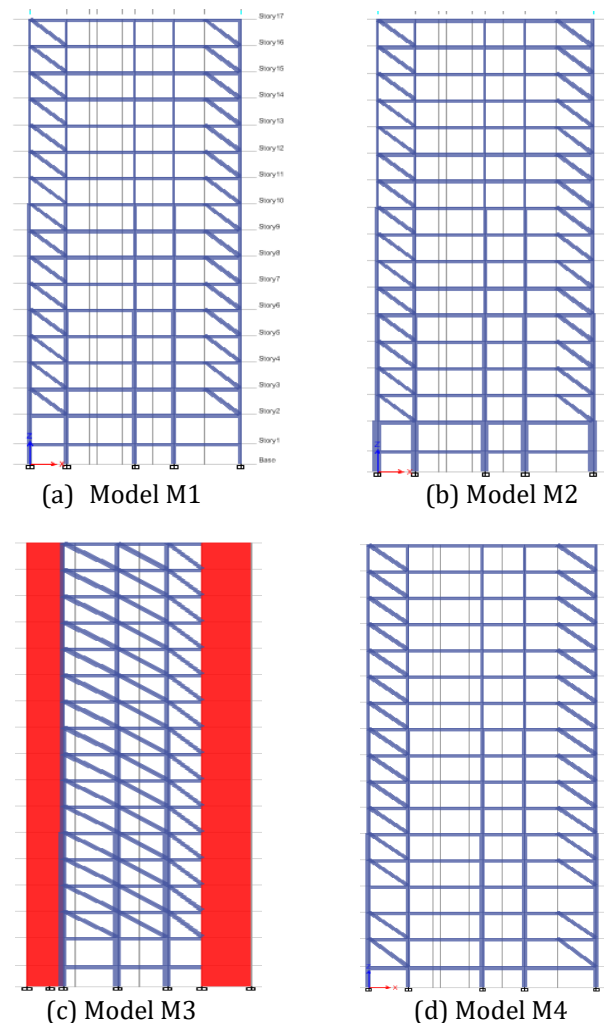 Story17
Story16
Story15
Story14
Story13
Story12
Story11
Story10
Story9
Story8
Story7
Story6
Story5
Story4
Story3
Story2
Story1
Base
Z
X
(a) Model M1
Z
X
(b) Model M2
(c) Model M3
Z
X
(d) Model M4